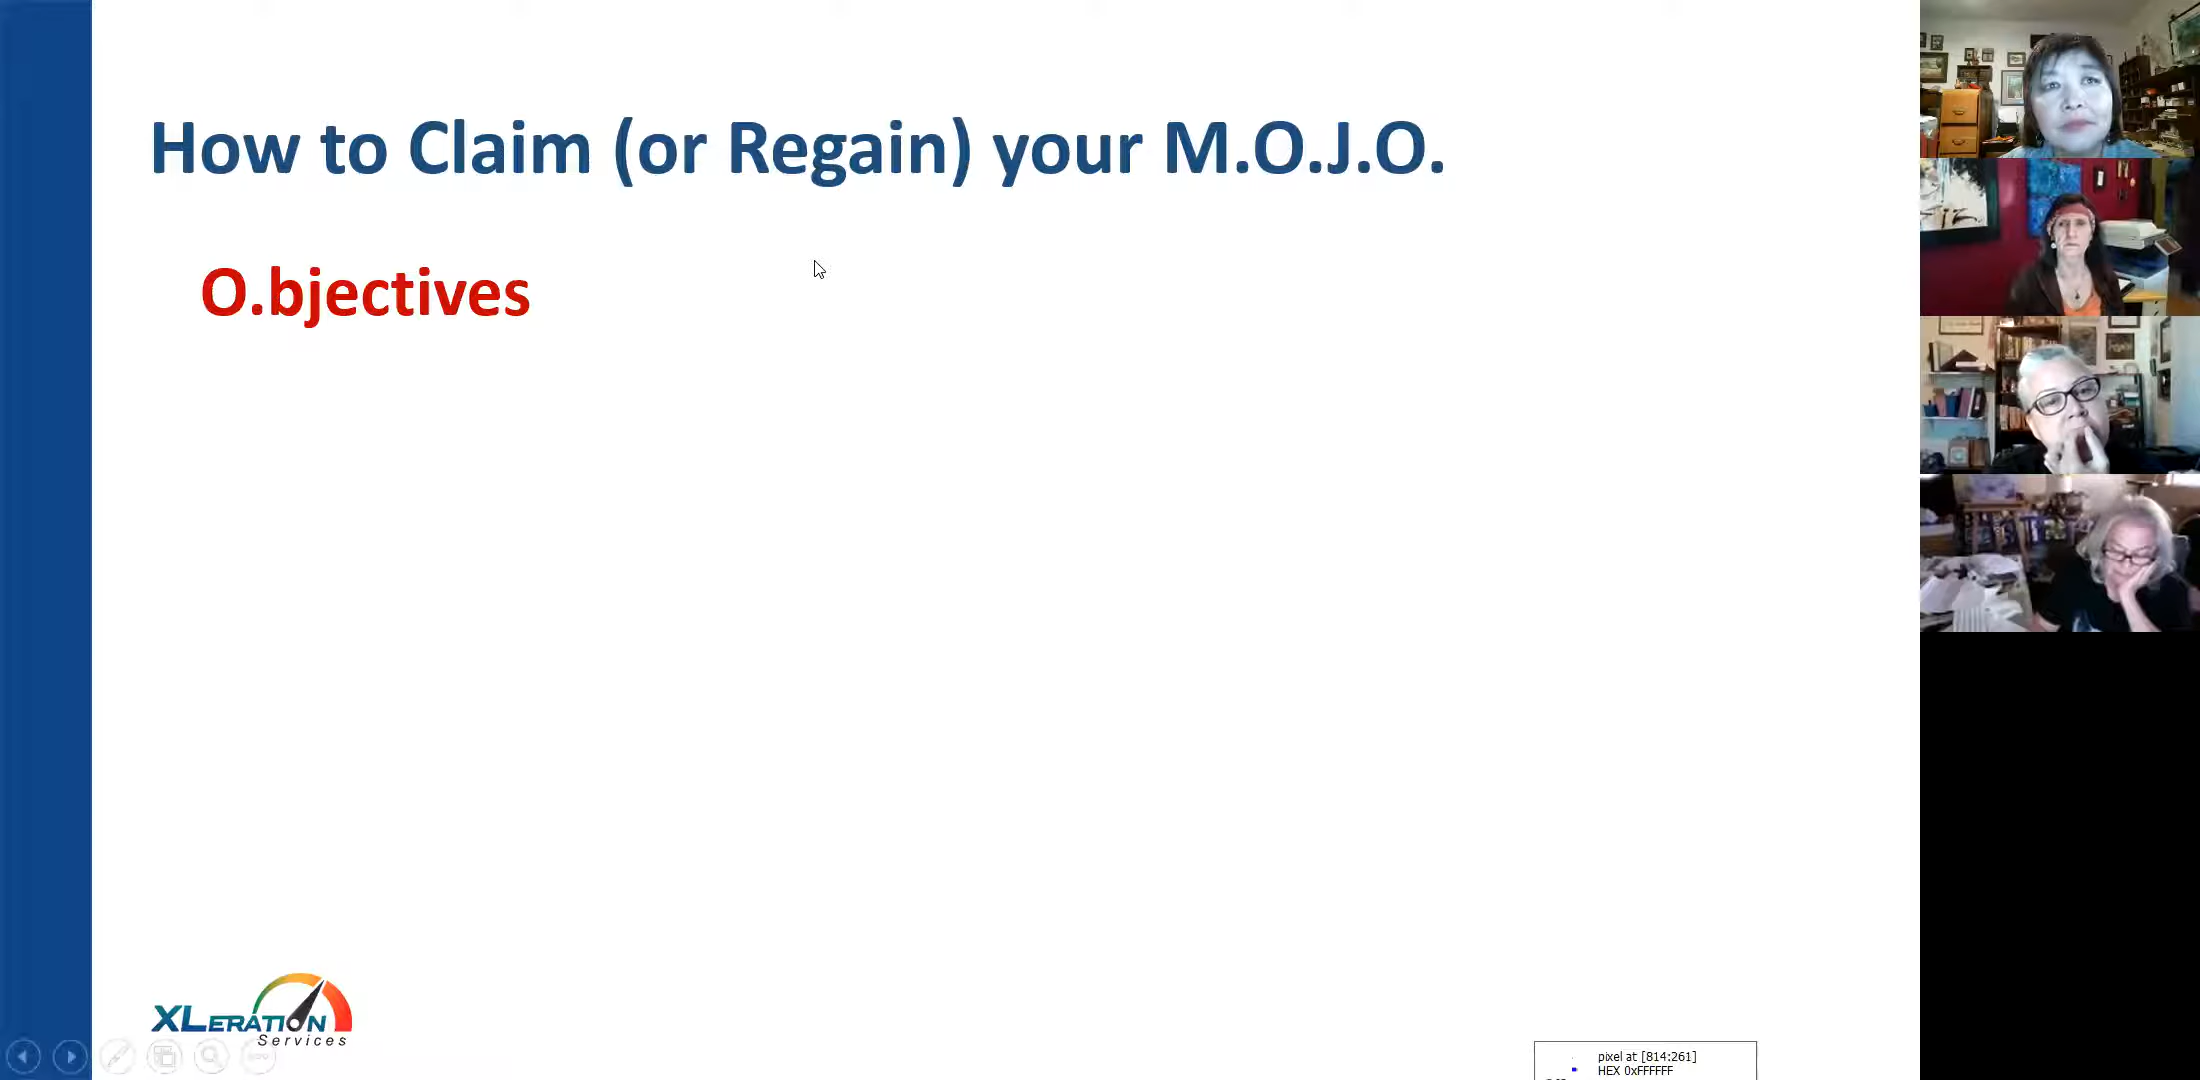 How to Claim (or Regain) your M.O.J.O.
O.bjectives
XLERATION
Services
pixel at [814:261]
HEX 0xFFFFFF